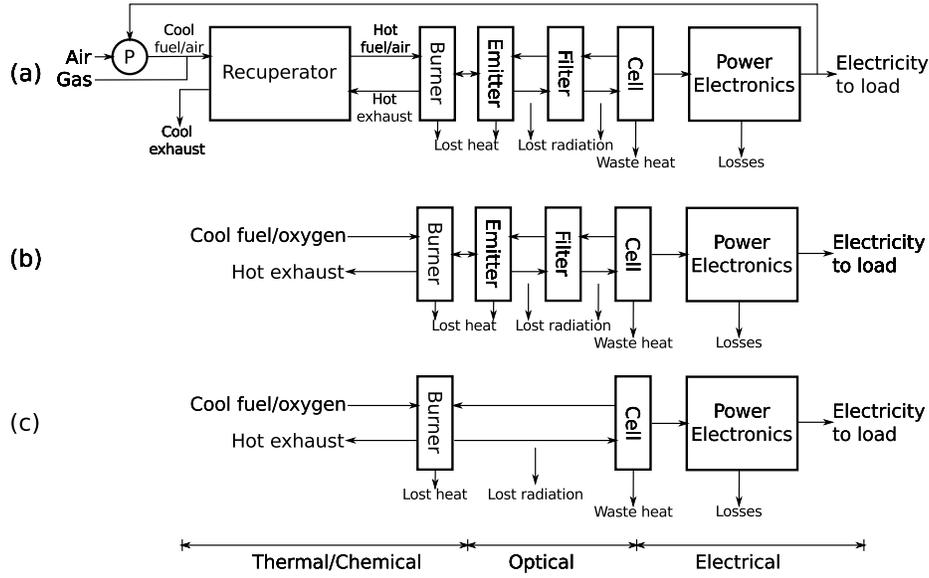 (a)
Air
Gas
P
Cool
fuel/air
Recuperator
Cool
exhaust
Hot
fuel/air
Hot
exhaust
Burner
Emitter
Filter
Cell
Power
Electronics
Electricity
to load
Lost heat
Lost radiation
Waste heat
Losses
(b)
Cool fuel/oxygen
Hot exhaust
Burner
Emitter
Filter
Cell
Power
Electronics
Electricity
to load
Lost heat
Lost radiation
Waste heat
Losses
(c)
Cool fuel/oxygen
Hot exhaust
Burner
Cell
Power
Electronics
Electricity
to load
Lost heat
Lost radiation
Waste heat
Losses
Thermal/Chemical
Optical
Electrical